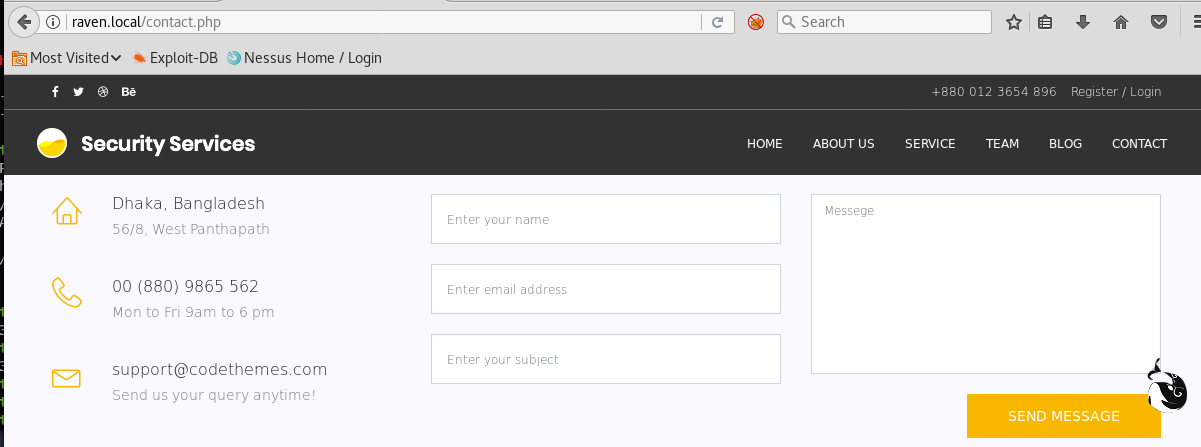 raven.local/contact.php
Search
Most Visited
Exploit-DB
Nessus Home / Login
Bē
+880 012 3654 896
Register / Login
Security Services
HOME
ABOUT US
SERVICE
TEAM
BLOG
CONTACT
Dhaka, Bangladesh
56/8, West Panthapath
00 (880) 9865 562
Mon to Fri 9am to 6 pm
support@codethemes.com
Send us your query anytime!
Enter your name
Enter email address
Enter your subject
Messege
SEND MESSAGE